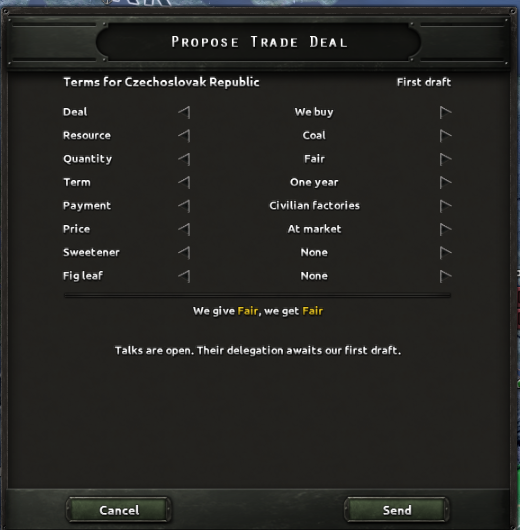 Propose Trade Deal
Terms for Czechoslovak Republic First draft
Deal We buy
Resource Coal
Quantity Fair
Term One year
Payment Civilian factories
Price At market
Sweetener None
Fig leaf None
We give Fair, we get Fair
Talks are open. Their delegation awaits our first draft.
Cancel Send